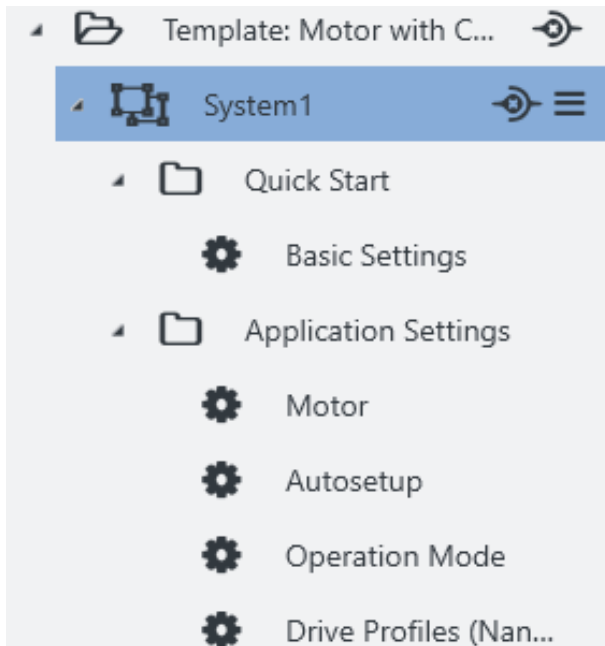 Template: Motor with C...
System1
Quick Start
Basic Settings
Application Settings
Motor
Autosetup
Operation Mode
Drive Profiles (Nan...